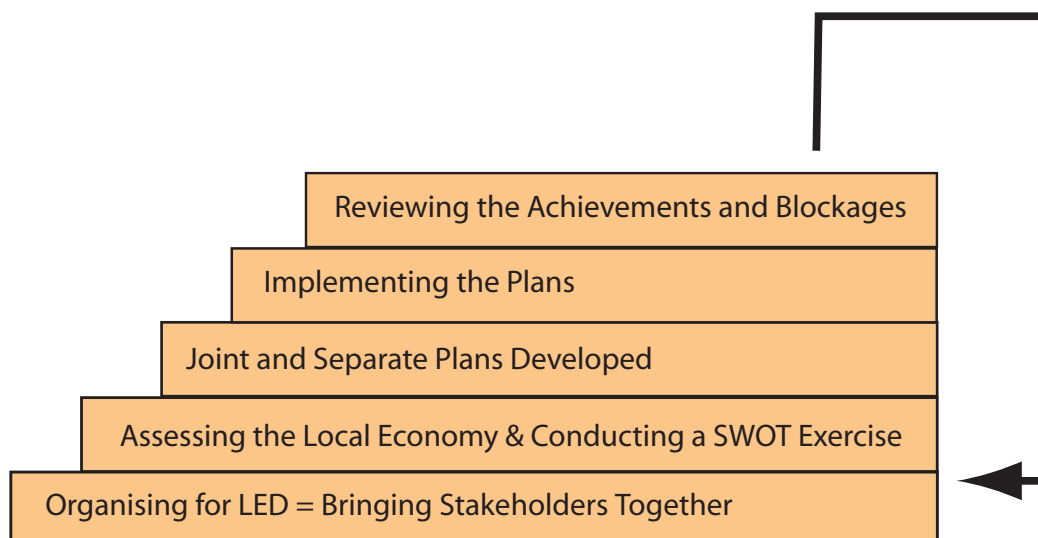 Reviewing the Achievements and Blockages
Implementing the Plans
Joint and Separate Plans Developed
Assessing the Local Economy & Conducting a SWOT Exercise
Organising for LED = Bringing Stakeholders Together